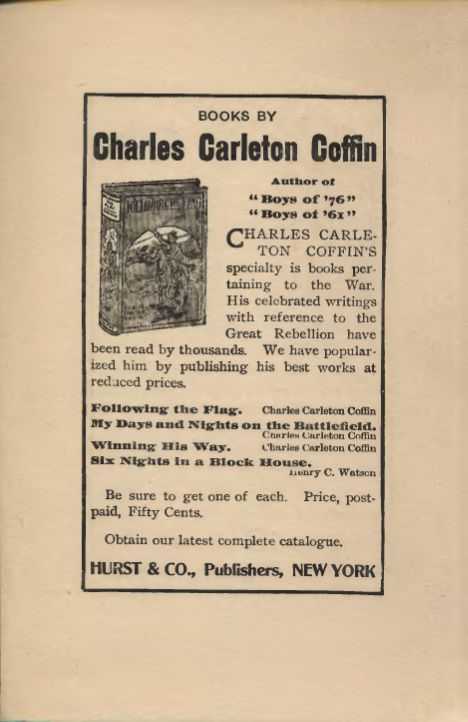 BOOKS BY
Charles Carleton Coffin
Author of
"Boys of '76"
"Boys of '61"
CHARLES CARLE-
TON COFFIN'S
specialty is books per-
taining to the War.
His celebrated writings
with reference to the
Great Rebellion have
been read by thousands. We have popular-
ized him by publishing his best works at
reduced prices.
Following the Flag. Charles Carleton Coffin
My Days and Nights on the Battlefield.
Charles Carleton Coffin
Winning His Way. Charles Carleton Coffin
Six Nights in a Block House.
Henry C. Watson
Be sure to get one of each. Price, post-
paid, Fifty Cents.
Obtain our latest complete catalogue.
HURST & CO., Publishers, NEW YORK